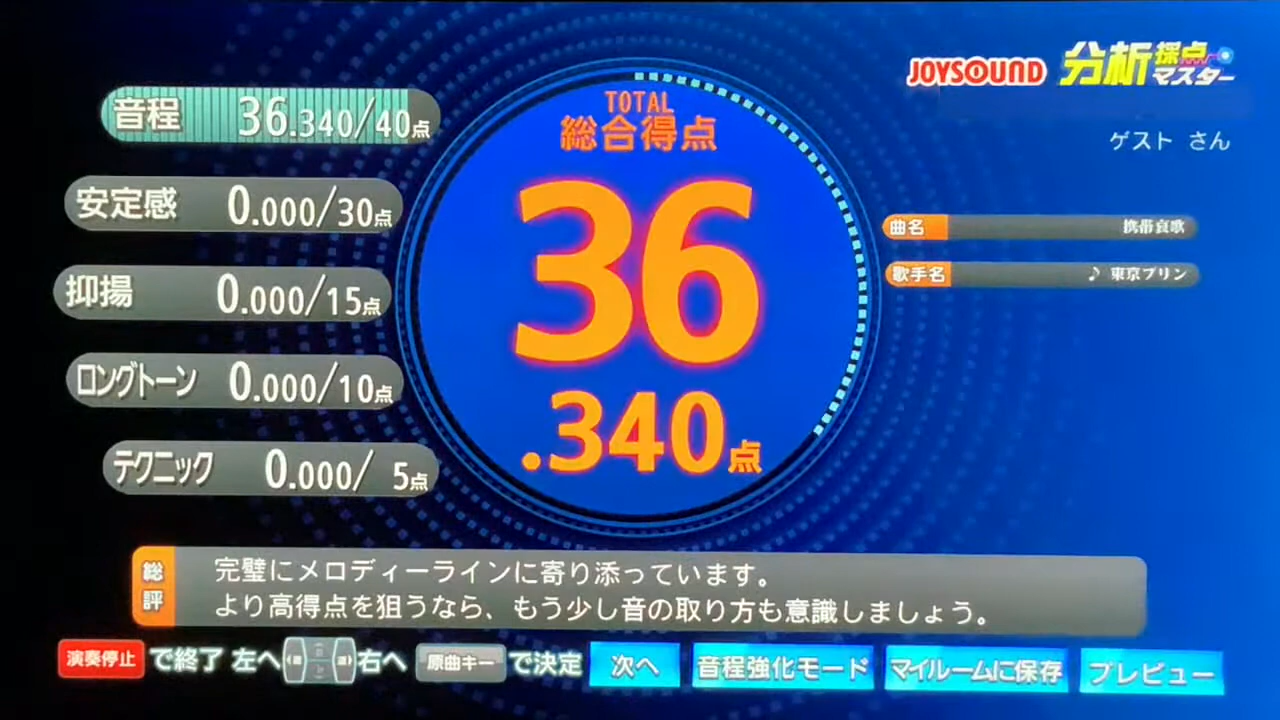 JOYSOUND 分析採点マスター
ゲスト さん
音程 36.340/40点
安定感 0.000/30点
抑揚 0.000/15点
ロングトーン 0.000/10点
テクニック 0.000/ 5点
TOTAL
総合得点
36
.340点
曲名 携帯哀歌
歌手名 ♪ 東京プリン
総評
完璧にメロディーラインに寄り添っています。
より高得点を狙うなら、もう少し音の取り方も意識しましょう。
演奏停止 で終了 左へ 右へ 原曲キー で決定 次へ 音程強化モード マイルームに保存 プレビュー